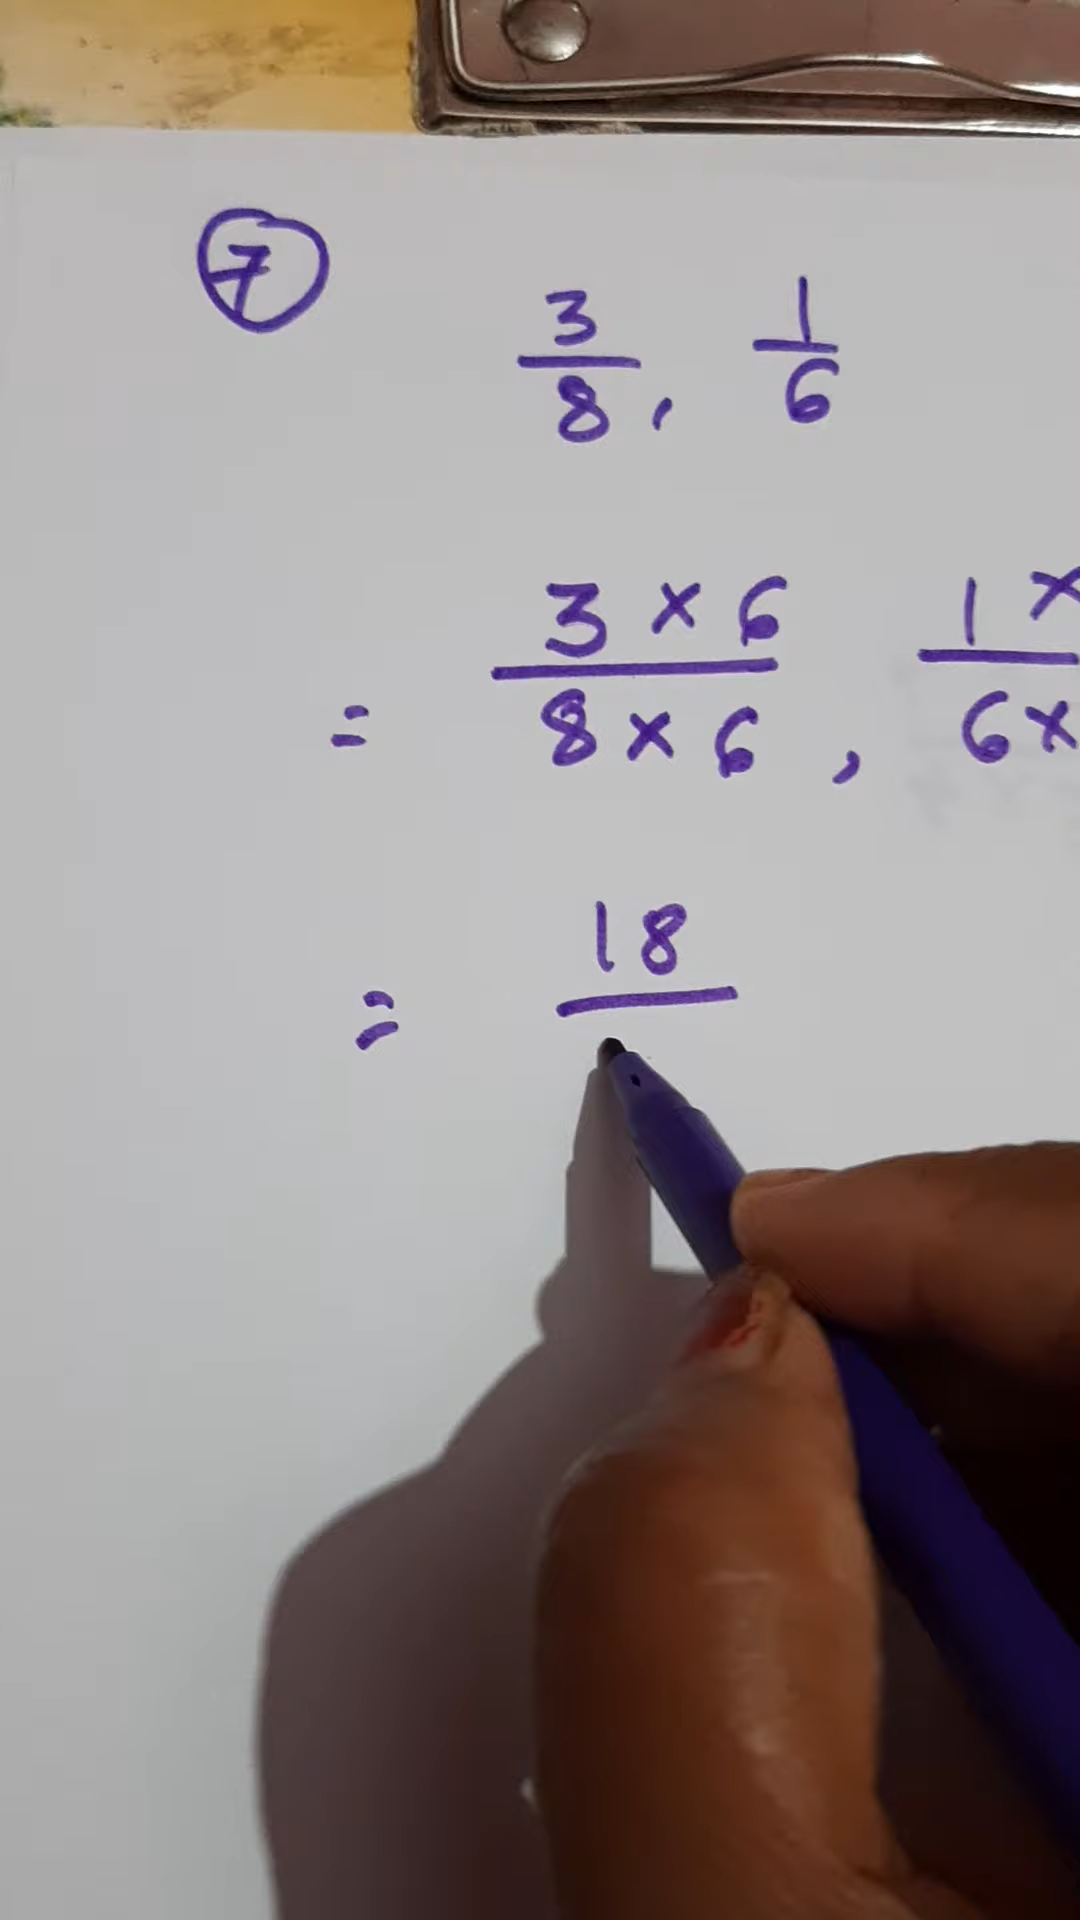 7
3/8, 1/6
= 3 × 6 / 8 × 6, 1 × / 6 ×
= 18 /